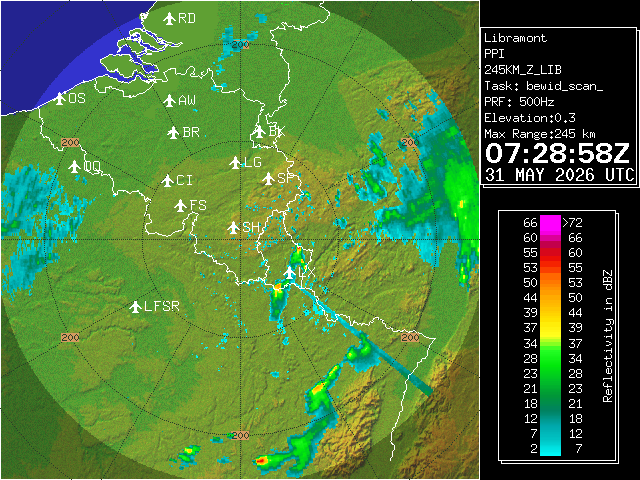 RD
200
OS
AW
BR
BK
200
200
OQ
LG
CI
SP
FS
SH
LX
LFSR
200
200
200
Libramont
PPI
245KM_Z_LIB
Task: bewid_scan_
PRF: 500Hz
Elevation:0.3
Max Range:245 km
07:28:58Z
31 MAY 2026 UTC
66 >72
60 66
55 60
53 55
50 53
44 50
39 44
37 39
34 37
28 34
23 28
21 23
18 21
12 18
7 12
2 7
Reflectivity in dBZ